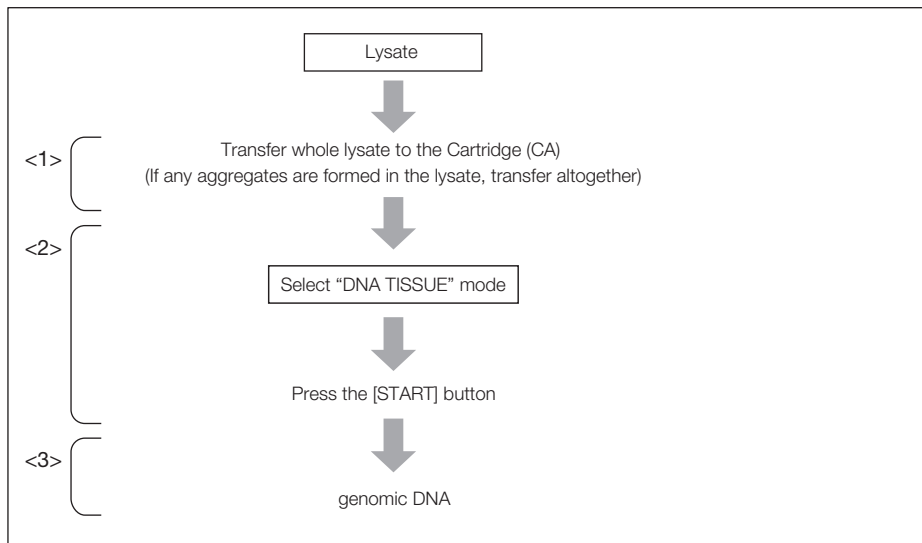 Lysate
<1>
Transfer whole lysate to the Cartridge (CA)
(If any aggregates are formed in the lysate, transfer altogether)
<2>
Select “DNA TISSUE” mode
Press the [START] button
<3>
genomic DNA